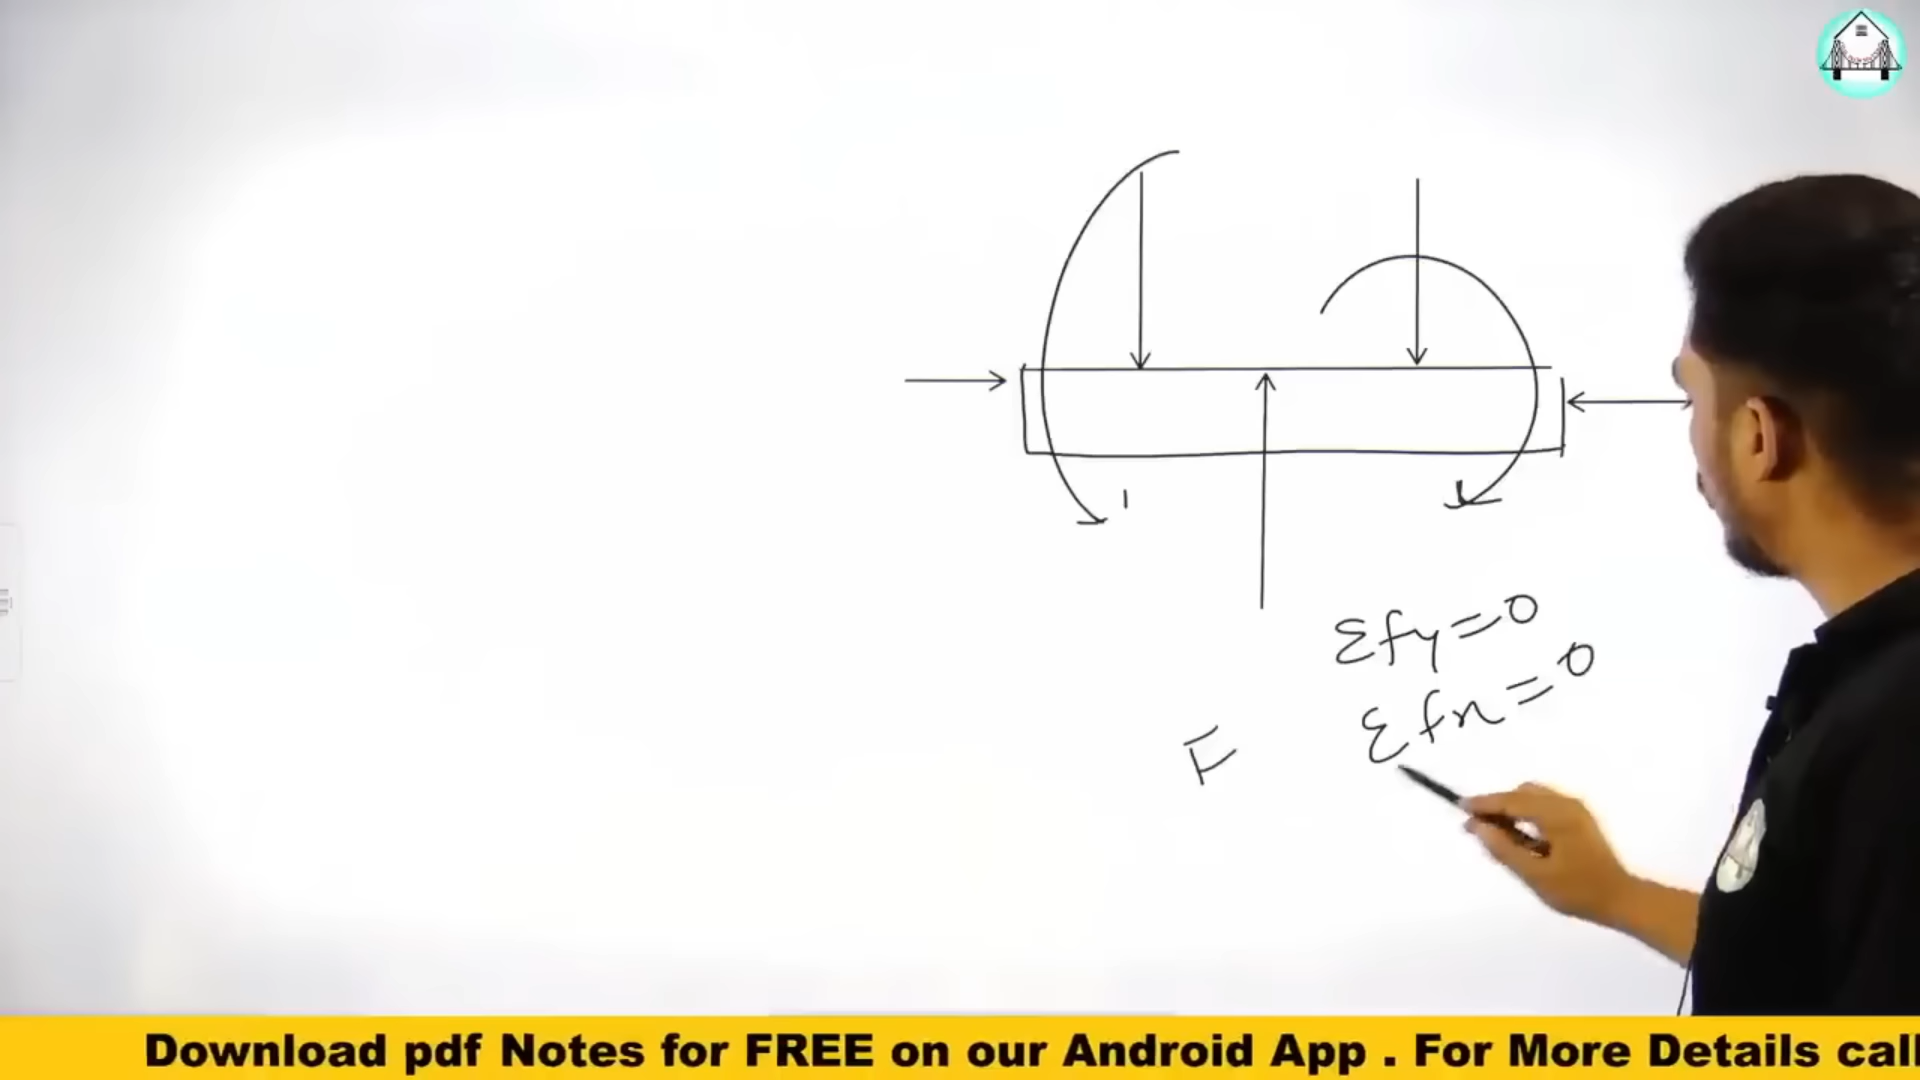 Σfy=0
Σfx=0
F
Download pdf Notes for FREE on our Android App . For More Details call